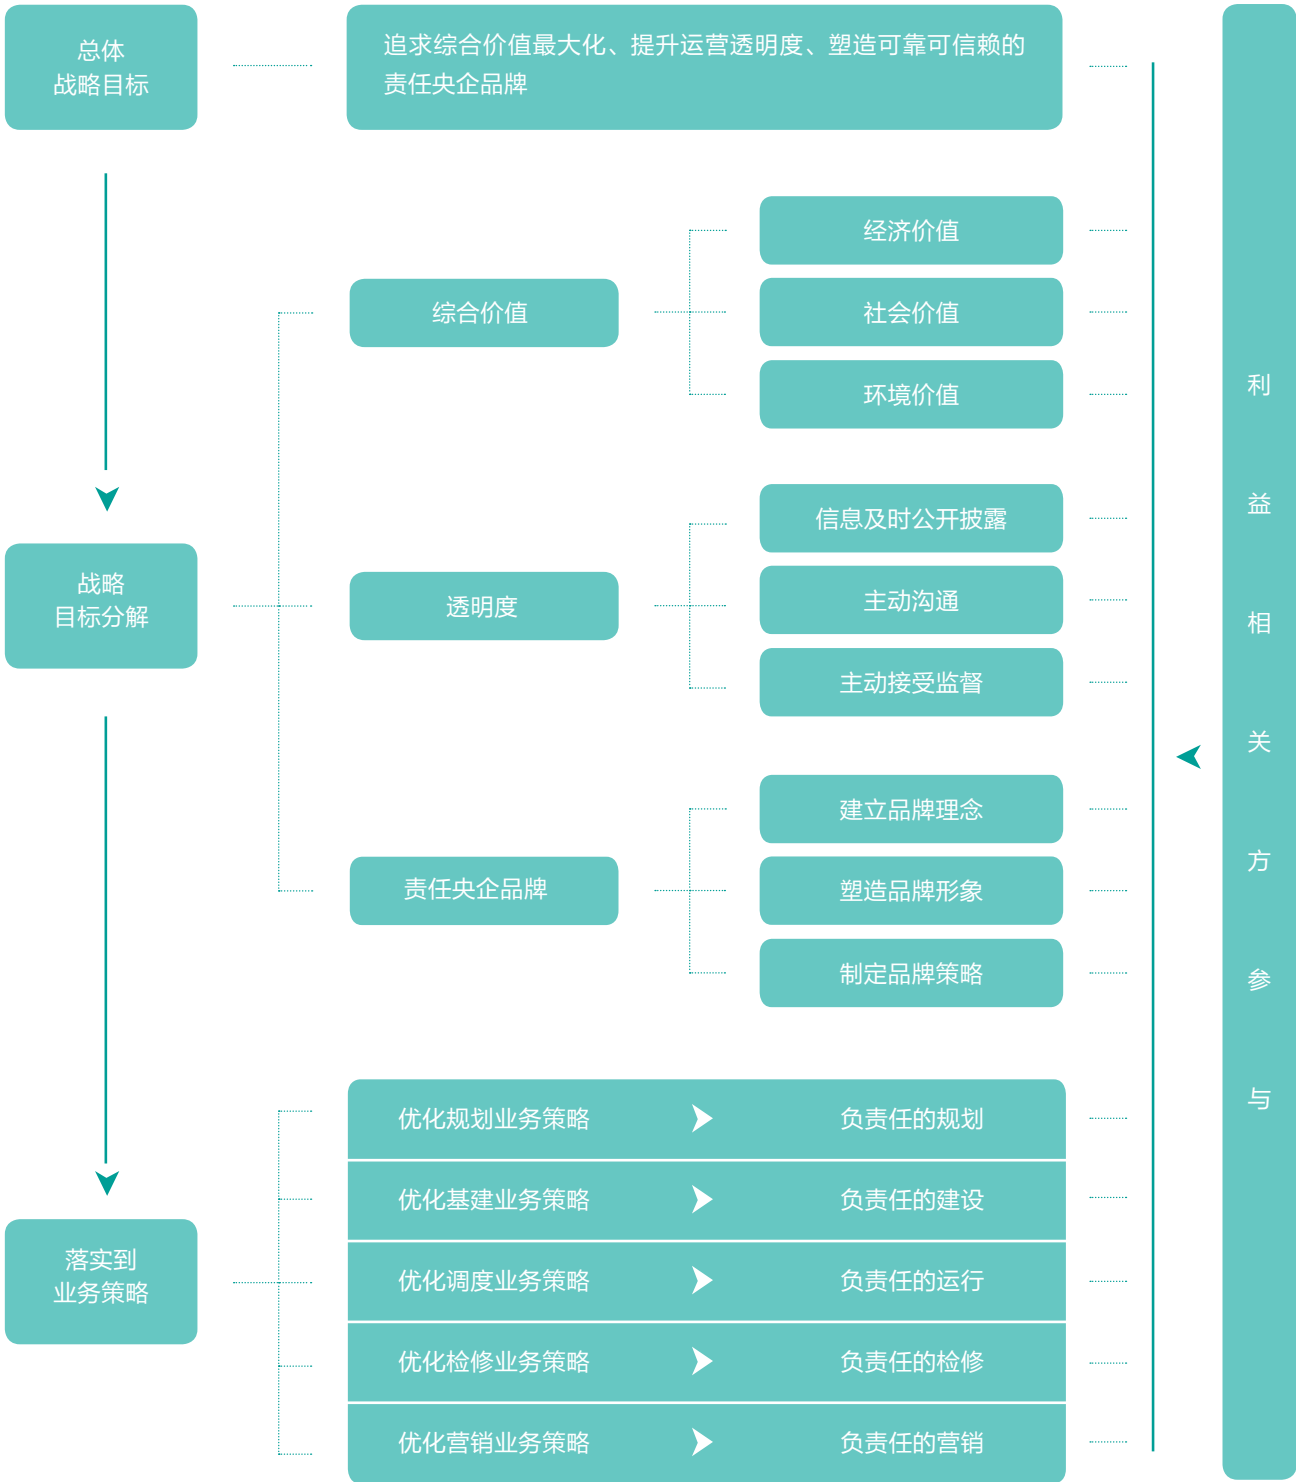 总体
战略目标
追求综合价值最大化、提升运营透明度、塑造可靠可信赖的
责任央企品牌
经济价值
综合价值
社会价值
环境价值
信息及时公开披露
战略
目标分解
透明度
主动沟通
主动接受监督
建立品牌理念
责任央企品牌
塑造品牌形象
制定品牌策略
优化规划业务策略 负责任的规划
优化基建业务策略 负责任的建设
落实到
业务策略
优化调度业务策略 负责任的运行
优化检修业务策略 负责任的检修
优化营销业务策略 负责任的营销
利益相关方参与